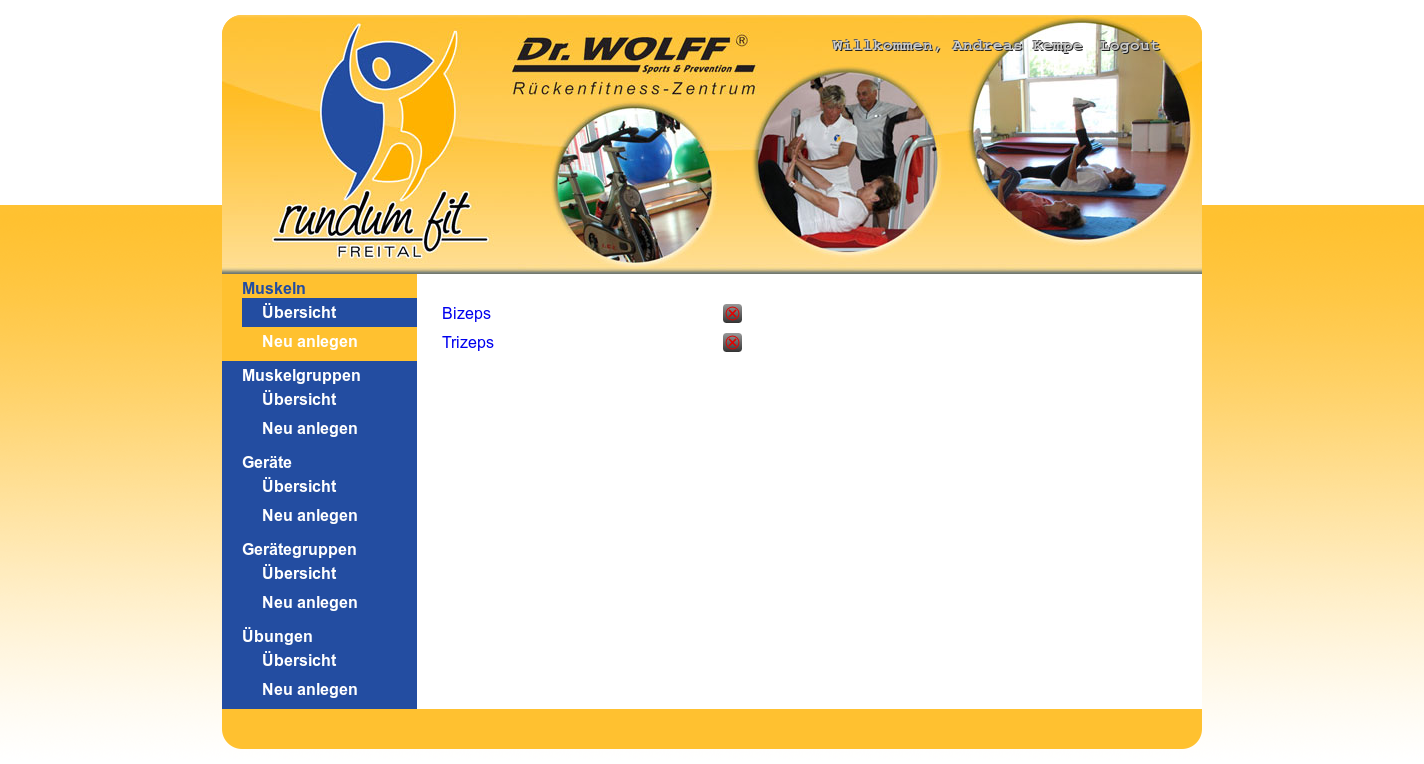 Dr. WOLFF ®
Sports & Prevention
Rückenfitness-Zentrum
Willkommen, Andreas Kempe Logout
rundum fit
FREITAL
Muskeln
Übersicht
Neu anlegen
Muskelgruppen
Übersicht
Neu anlegen
Geräte
Übersicht
Neu anlegen
Gerätegruppen
Übersicht
Neu anlegen
Übungen
Übersicht
Neu anlegen
Bizeps
Trizeps